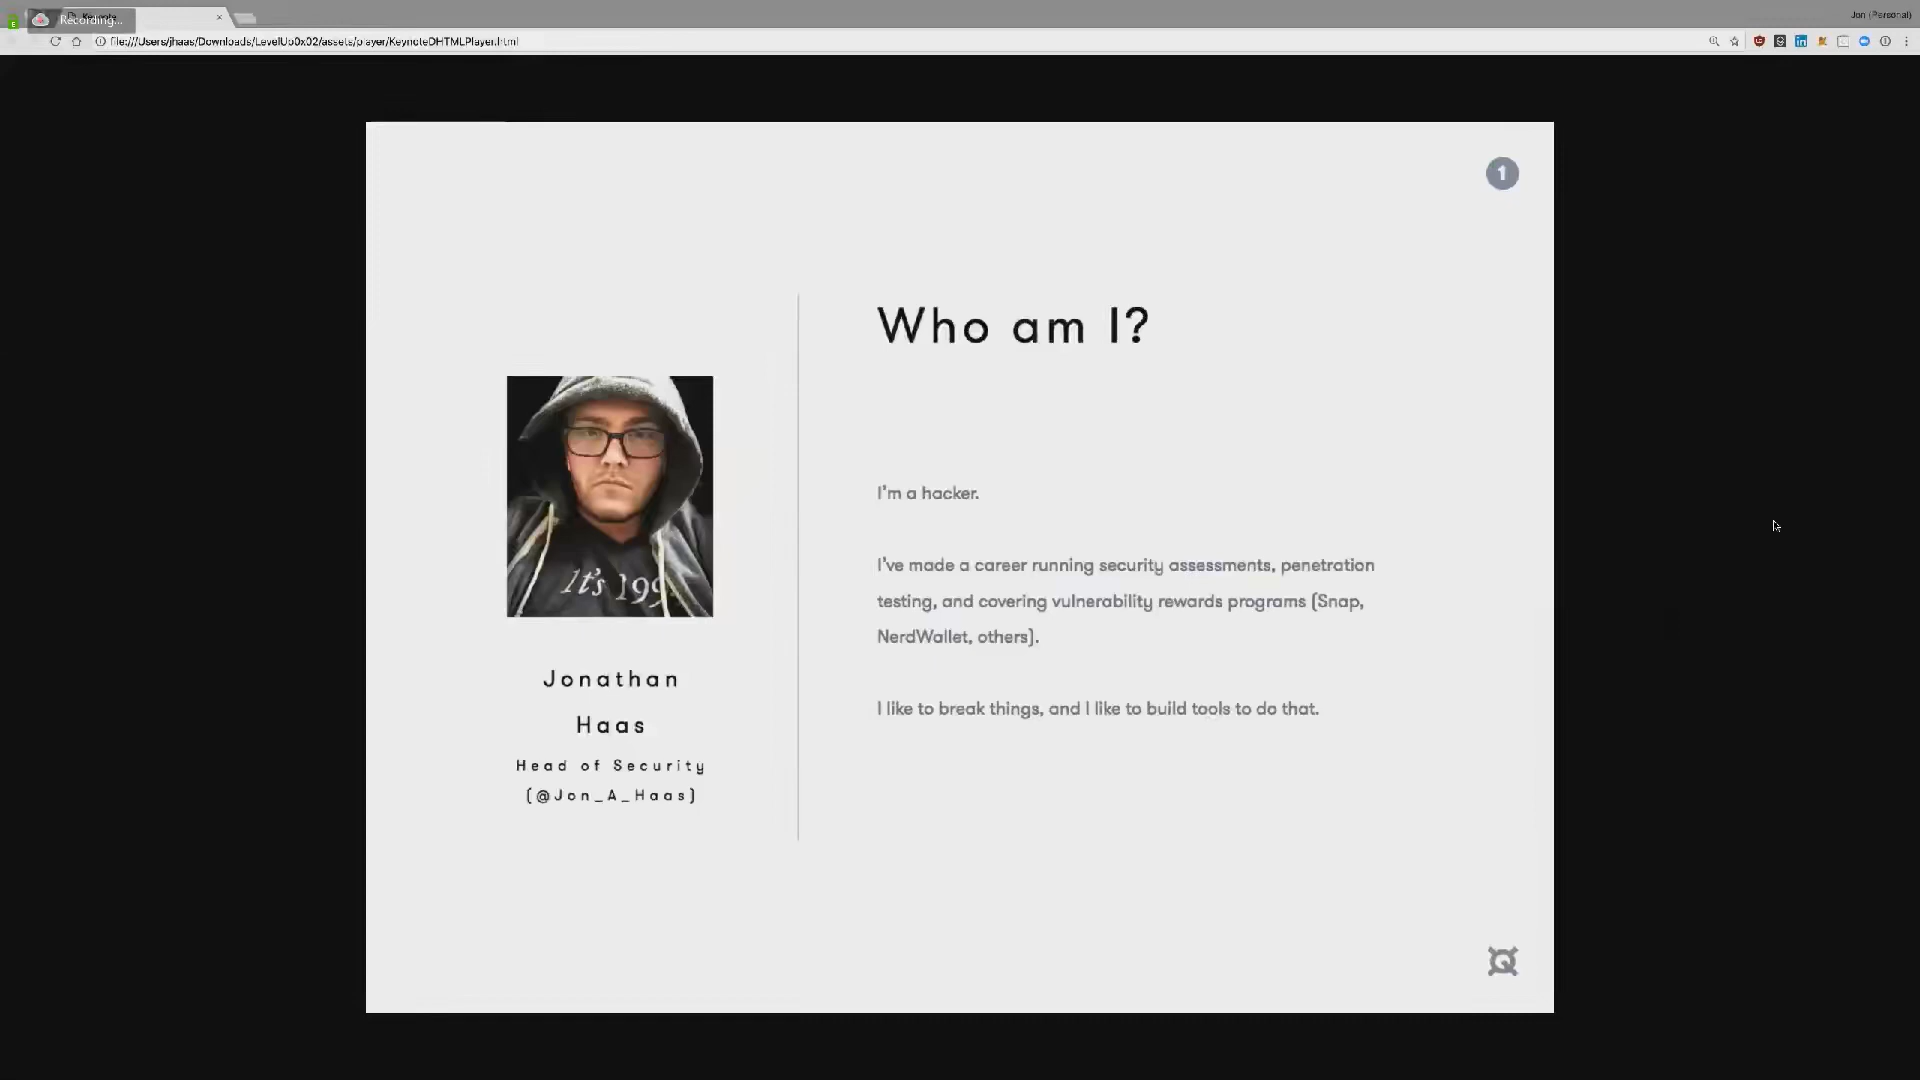 Recording...
Jon (Personal)
file:///Users/jhaas/Downloads/LevelUp0x02/assets/player/KeynoteDHTMLPlayer.html
1
Who am I?
I'm a hacker.
I've made a career running security assessments, penetration
testing, and covering vulnerability rewards programs (Snap,
NerdWallet, others).
I like to break things, and I like to build tools to do that.
It's 199
Jonathan
Haas
Head of Security
(@Jon_A_Haas)